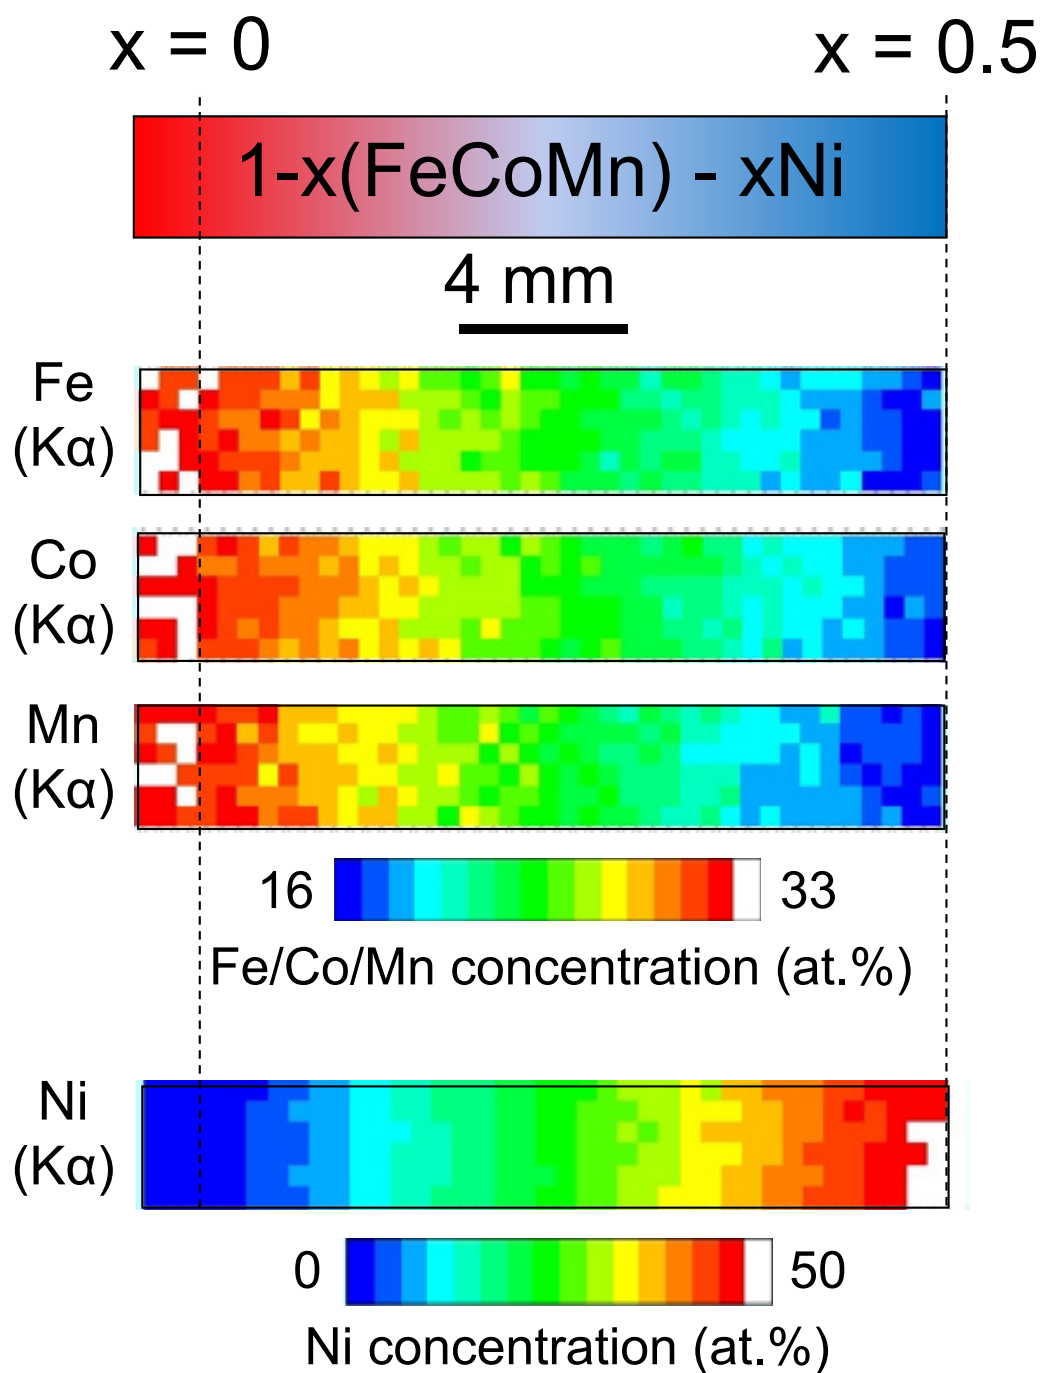 x = 0
x = 0.5
1-x(FeCoMn) - xNi
4 mm
Fe
(Kα)
Co
(Kα)
Mn
(Kα)
16
33
Fe/Co/Mn concentration (at.%)
Ni
(Kα)
0
50
Ni concentration (at.%)